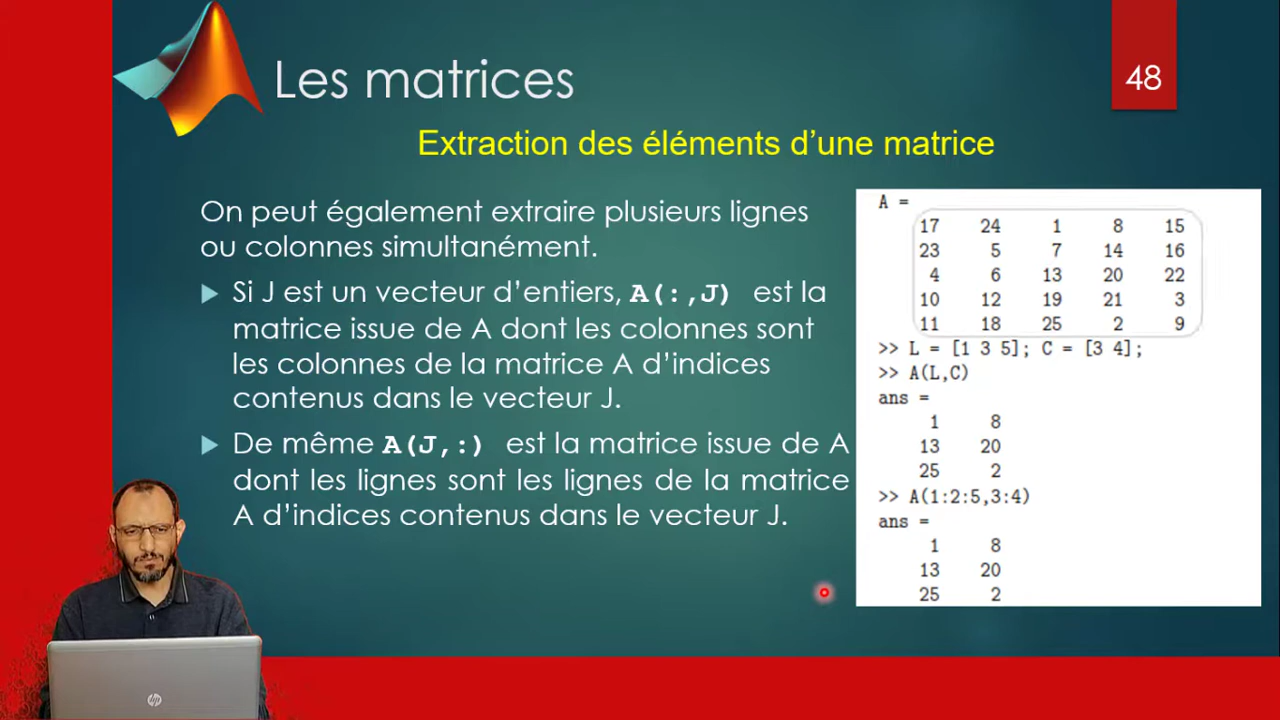 Les matrices
48
Extraction des éléments d’une matrice
On peut également extraire plusieurs lignes
ou colonnes simultanément.
Si J est un vecteur d’entiers, A(:,J) est la
matrice issue de A dont les colonnes sont
les colonnes de la matrice A d’indices
contenus dans le vecteur J.
De même A(J,:) est la matrice issue de A
dont les lignes sont les lignes de la matrice
A d’indices contenus dans le vecteur J.
A =
17 24 1 8 15
23 5 7 14 16
4 6 13 20 22
10 12 19 21 3
11 18 25 2 9
>> L = [1 3 5]; C = [3 4];
>> A(L,C)
ans =
1 8
13 20
25 2
>> A(1:2:5,3:4)
ans =
1 8
13 20
25 2
hp